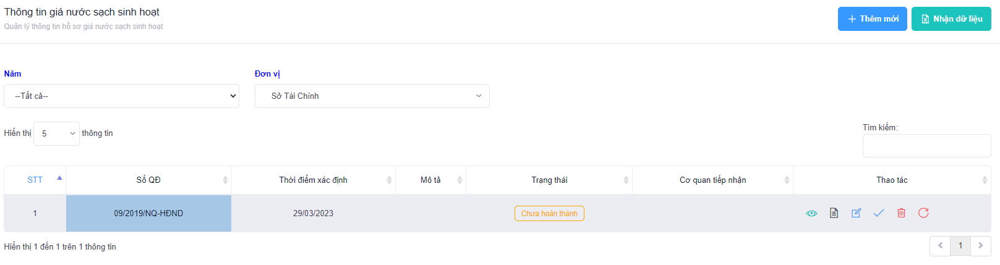 Thông tin giá nước sạch sinh hoạt
Quản lý thông tin hồ sơ giá nước sạch sinh hoạt
Thêm mới
Nhận dữ liệu
Năm
Đơn vị
--Tất cả--
Sở Tài Chính
Hiển thị 5 thông tin
Tìm kiếm:
STT Số QĐ Thời điểm xác định Mô tả Trạng thái Cơ quan tiếp nhận Thao tác
1 09/2019/NQ-HĐND 29/03/2023 Chưa hoàn thành
Hiển thị 1 đến 1 trên 1 thông tin
1